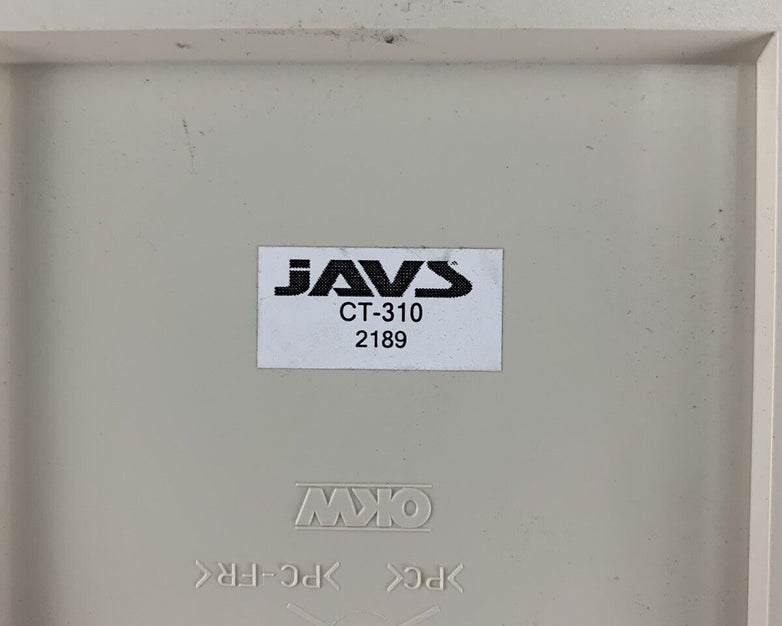 JAVS
CT-310
2189
OKW
>PC< >PC-FR<